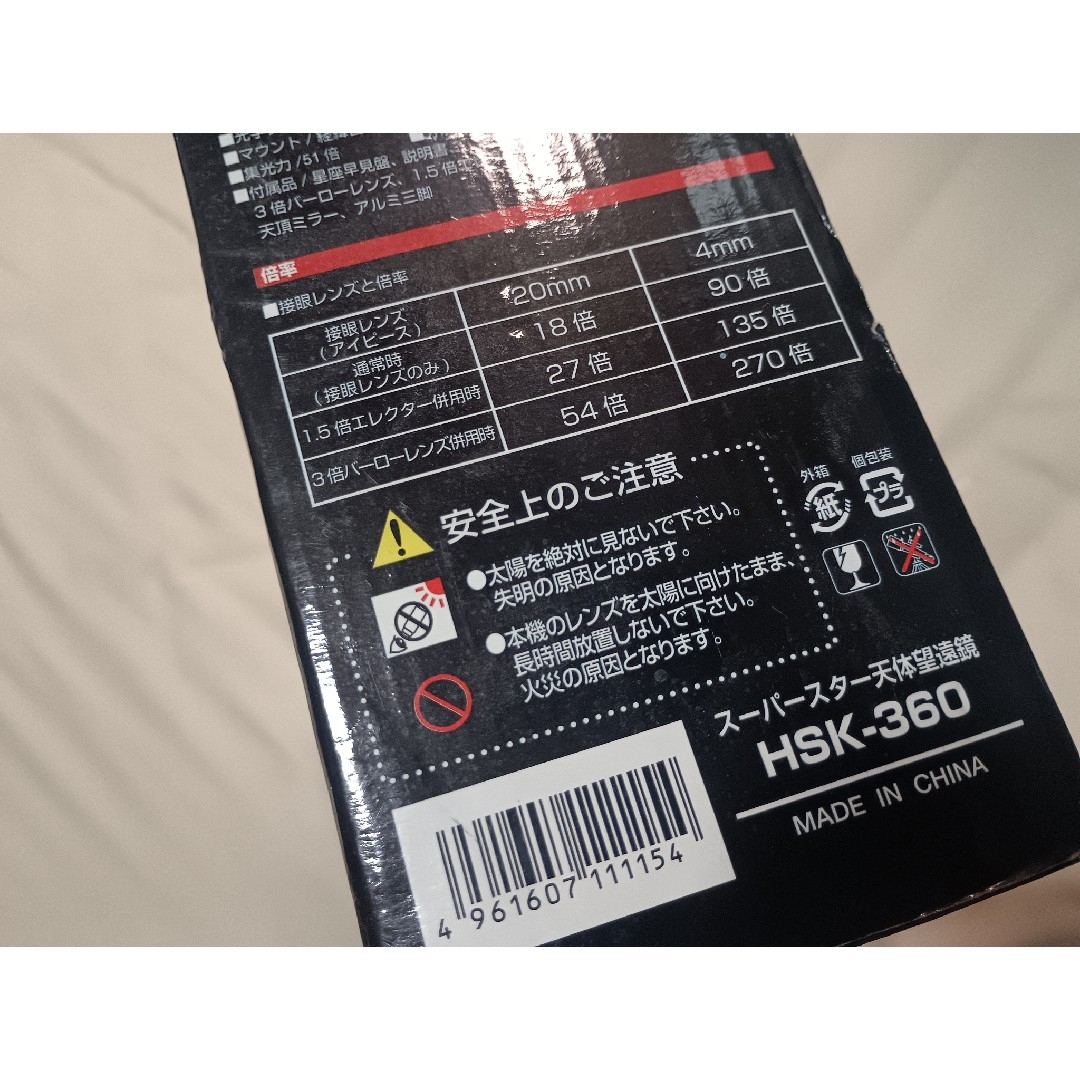 ■マウント/経緯
■集光力/51倍
■付属品/星座早見盤、説明書、1.5倍エ
3倍バーローレンズ、
天頂ミラー、アルミ三脚
倍率
■接眼レンズと倍率
接眼レンズ
(アイピース) 20mm 4mm
通常時
(接眼レンズのみ) 18倍 90倍
1.5倍エレクター併用時 27倍 135倍
3倍バーローレンズ併用時 54倍 270倍
安全上のご注意
●太陽を絶対に見ないで下さい。
失明の原因となります。
●本機のレンズを太陽に向けたまま、
長時間放置しないで下さい。
火災の原因となります。
外箱 個包装
紙 プラ
スーパースター天体望遠鏡
HSK-360
MADE IN CHINA
4 961607 111154